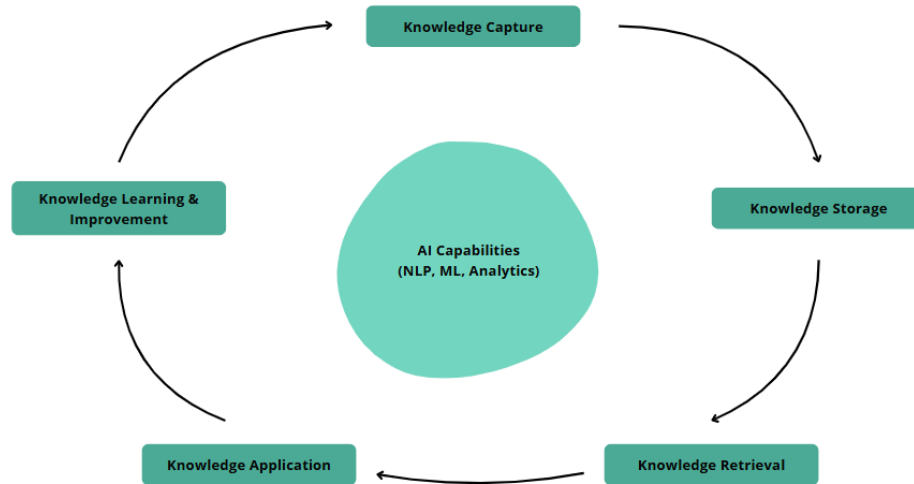 Knowledge Capture
Knowledge Learning &
Improvement
Knowledge Storage
AI Capabilities
(NLP, ML, Analytics)
Knowledge Application
Knowledge Retrieval